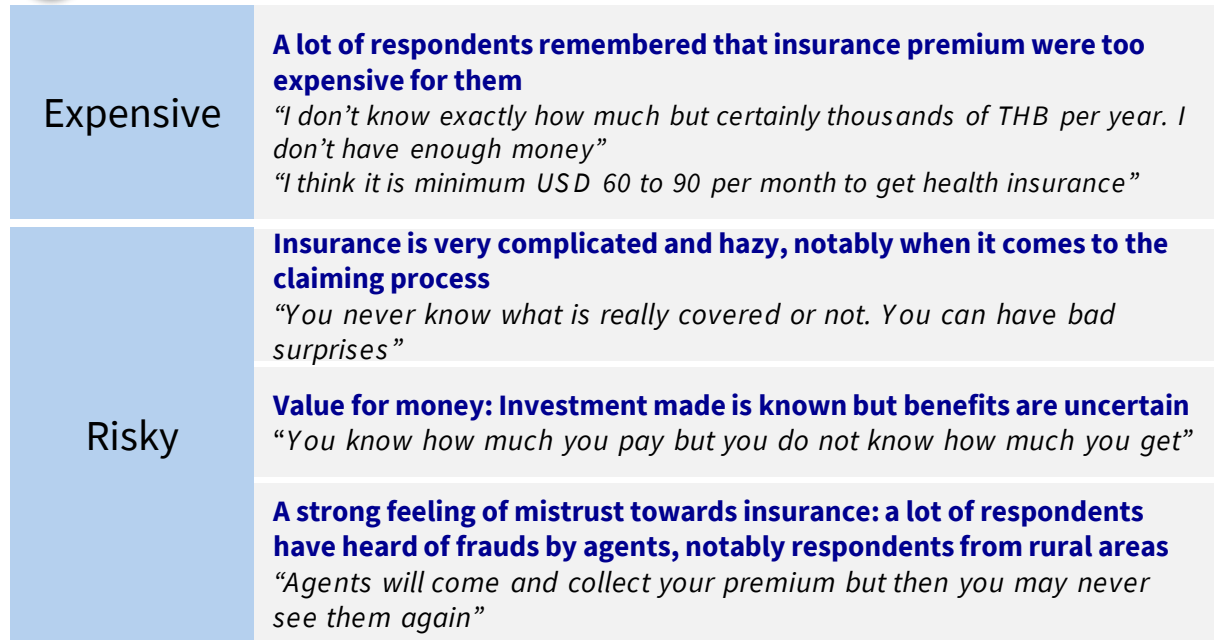 Expensive
A lot of respondents remembered that insurance premium were too
expensive for them
“I don’t know exactly how much but certainly thousands of THB per year. I
don’t have enough money”
“I think it is minimum USD 60 to 90 per month to get health insurance”
Risky
Insurance is very complicated and hazy, notably when it comes to the
claiming process
“You never know what is really covered or not. You can have bad
surprises”
Value for money: Investment made is known but benefits are uncertain
“You know how much you pay but you do not know how much you get”
A strong feeling of mistrust towards insurance: a lot of respondents
have heard of frauds by agents, notably respondents from rural areas
“Agents will come and collect your premium but then you may never
see them again”